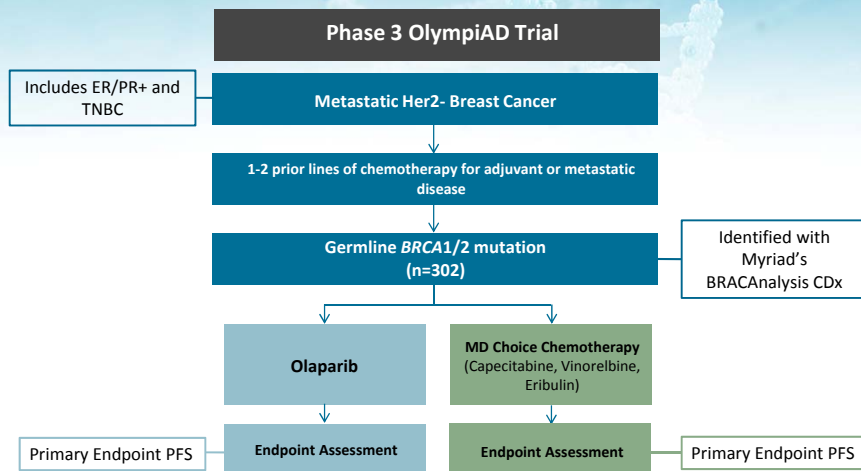 Phase 3 OlympiAD Trial
Includes ER/PR+ and
TNBC
Metastatic Her2- Breast Cancer
1-2 prior lines of chemotherapy for adjuvant or metastatic
disease
Germline BRCA1/2 mutation
(n=302)
Identified with
Myriad's
BRACAnalysis CDx
Olaparib
MD Choice Chemotherapy
(Capecitabine, Vinorelbine,
Eribulin)
Primary Endpoint PFS
Endpoint Assessment
Endpoint Assessment
Primary Endpoint PFS